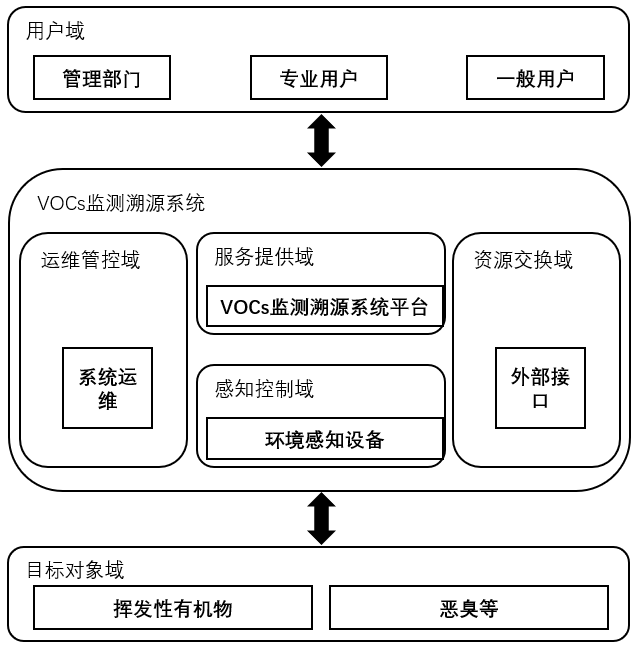 用户域
管理部门
专业用户
一般用户
VOCs监测溯源系统
运维管控域
系统运
维
服务提供域
VOCs监测溯源系统平台
感知控制域
环境感知设备
资源交换域
外部接
口
目标对象域
挥发性有机物
恶臭等